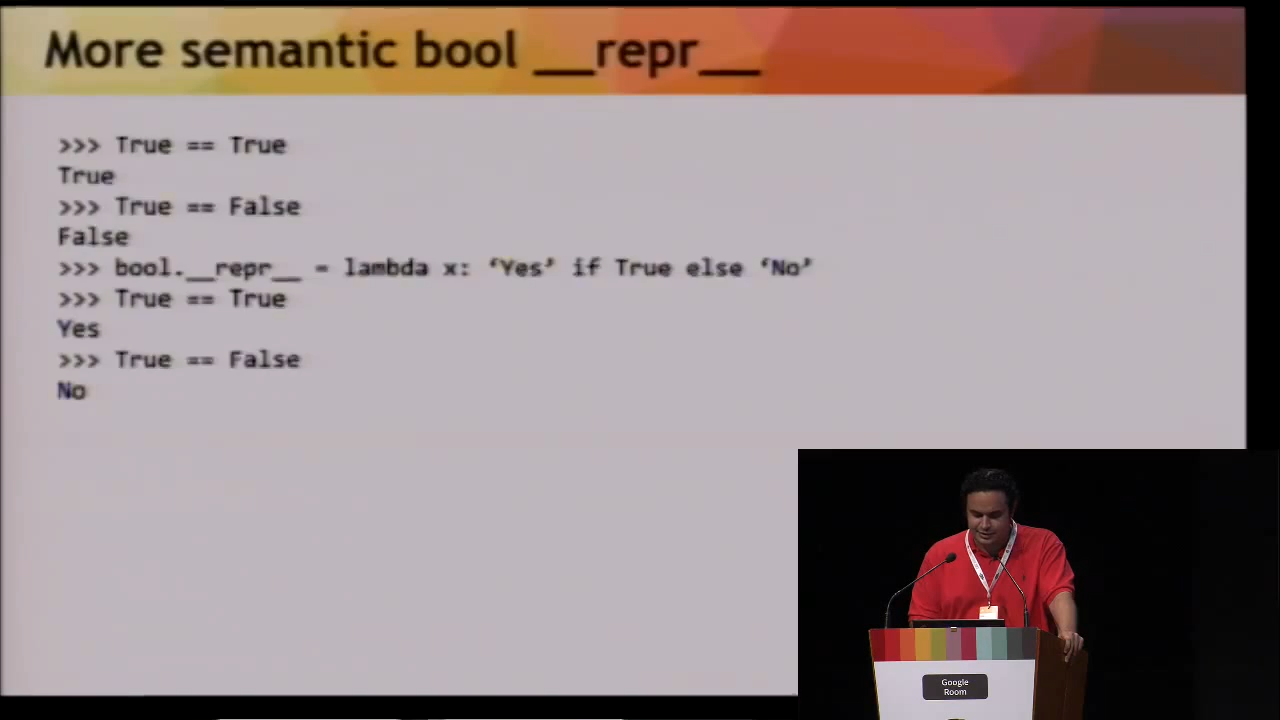 More semantic bool __repr__
>>> True == True
True
>>> True == False
False
>>> bool.__repr__ = lambda x: ‘Yes’ if True else ‘No’
>>> True == True
Yes
>>> True == False
No
Google
Room